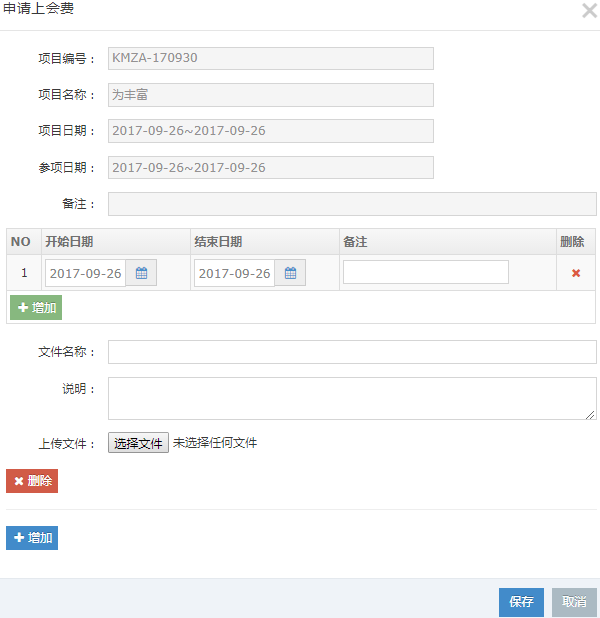 申请上会费
项目编号： KMZA-170930
项目名称： 为丰富
项目日期： 2017-09-26~2017-09-26
参项日期： 2017-09-26~2017-09-26
备注：
NO 开始日期 结束日期 备注 删除
1 2017-09-26 2017-09-26
增加
文件名称：
说明：
上传文件： 选择文件 未选择任何文件
删除
增加
保存 取消